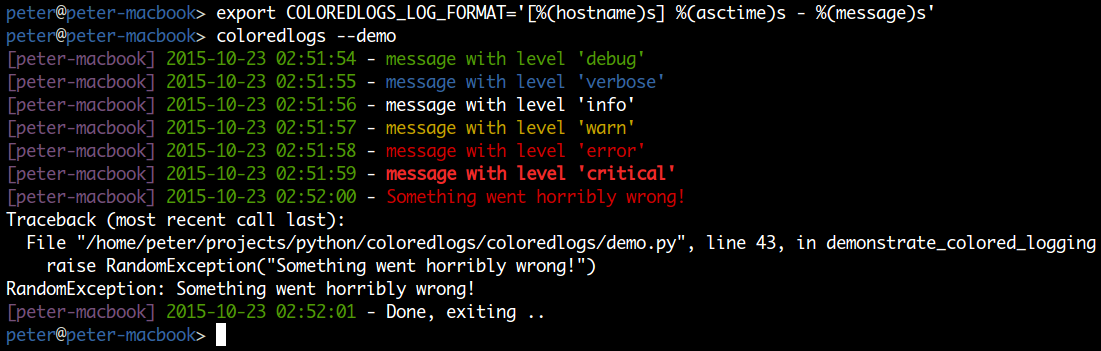 peter@peter-macbook> export COLOREDLOGS_LOG_FORMAT='[%(hostname)s] %(asctime)s - %(message)s'
peter@peter-macbook> coloredlogs --demo
[peter-macbook] 2015-10-23 02:51:54 - message with level 'debug'
[peter-macbook] 2015-10-23 02:51:55 - message with level 'verbose'
[peter-macbook] 2015-10-23 02:51:56 - message with level 'info'
[peter-macbook] 2015-10-23 02:51:57 - message with level 'warn'
[peter-macbook] 2015-10-23 02:51:58 - message with level 'error'
[peter-macbook] 2015-10-23 02:51:59 - message with level 'critical'
[peter-macbook] 2015-10-23 02:52:00 - Something went horribly wrong!
Traceback (most recent call last):
  File "/home/peter/projects/python/coloredlogs/coloredlogs/demo.py", line 43, in demonstrate_colored_logging
    raise RandomException("Something went horribly wrong!")
RandomException: Something went horribly wrong!
[peter-macbook] 2015-10-23 02:52:01 - Done, exiting ..
peter@peter-macbook>